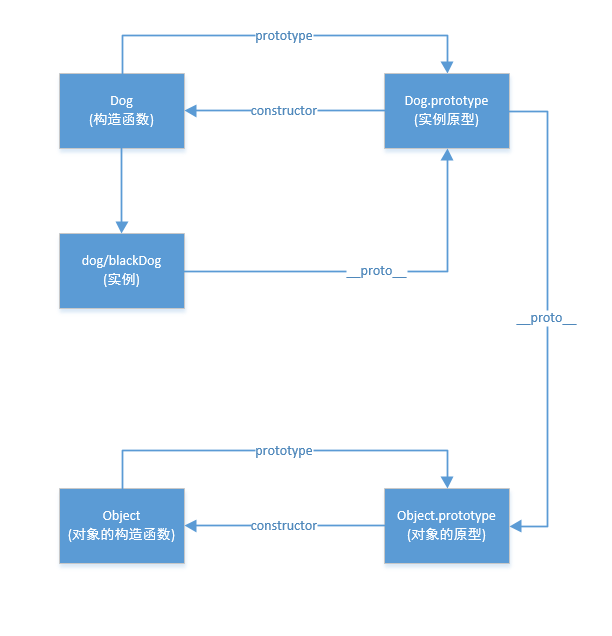 prototype
Dog
(构造函数)
constructor
Dog.prototype
(实例原型)
dog/blackDog
(实例)
__proto__
__proto__
prototype
Object
(对象的构造函数)
constructor
Object.prototype
(对象的原型)